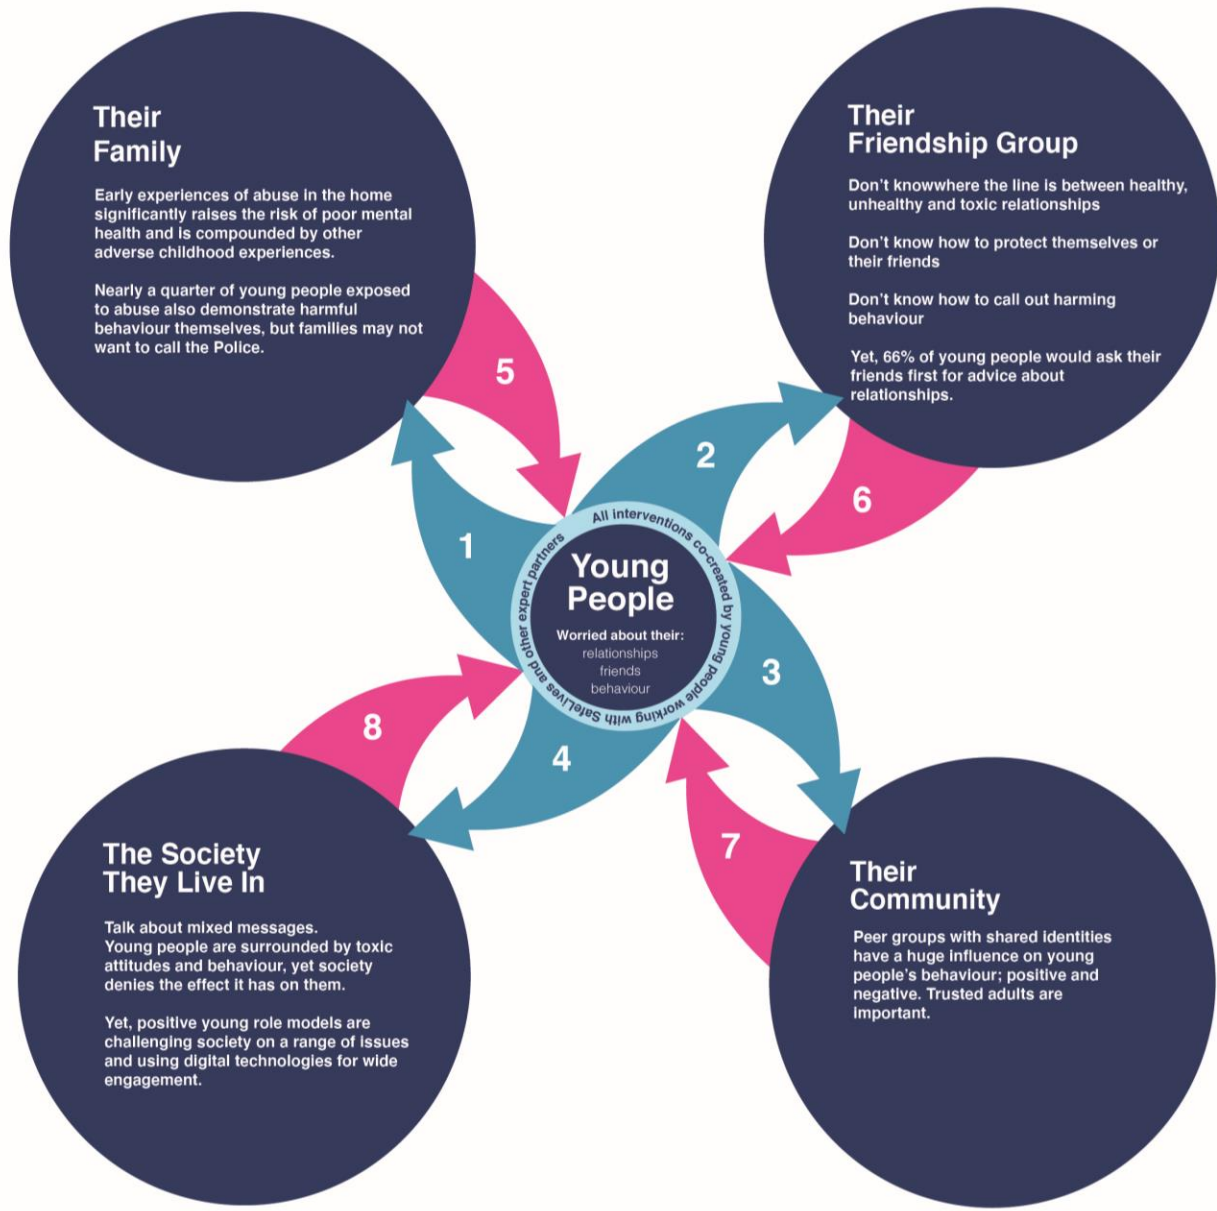 Their
Family
Early experiences of abuse in the home
significantly raises the risk of poor mental
health and is compounded by other
adverse childhood experiences.
Nearly a quarter of young people exposed
to abuse also demonstrate harmful
behaviour themselves, but families may not
want to call the Police.
Their
Friendship Group
Don't knowwhere the line is between healthy,
unhealthy and toxic relationships
Don't know how to protect themselves or
their friends
Don't know how to call out harming
behaviour
Yet, 66% of young people would ask their
friends first for advice about
relationships.
5
2
6
1
All interventions co-created by young people working with SafeLives and other expert partners
Young
People
Worried about their:
relationships
friends
behaviour
3
8
4
7
The Society
They Live In
Talk about mixed messages.
Young people are surrounded by toxic
attitudes and behaviour, yet society
denies the effect it has on them.
Yet, positive young role models are
challenging society on a range of issues
and using digital technologies for wide
engagement.
Their
Community
Peer groups with shared identities
have a huge influence on young
people's behaviour; positive and
negative. Trusted adults are
important.